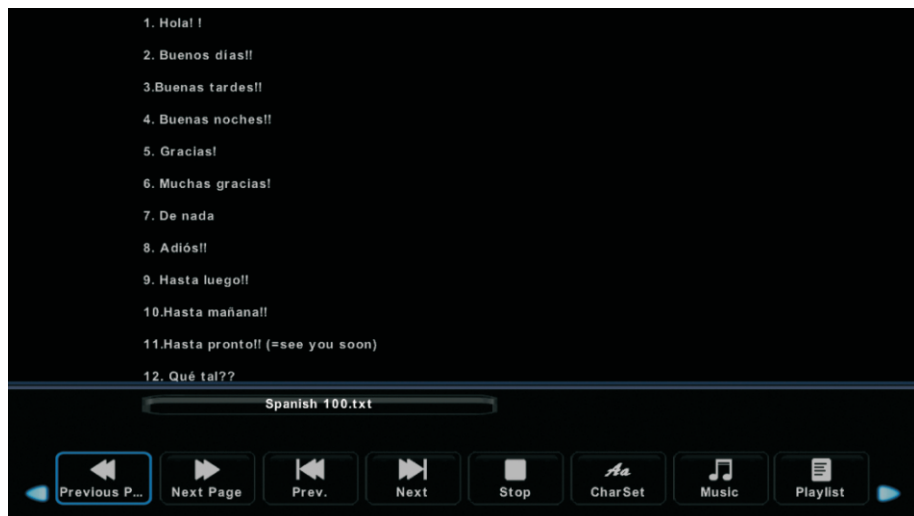 1. Hola! !
2. Buenos días!!
3.Buenas tardes!!
4. Buenas noches!!
5. Gracias!
6. Muchas gracias!
7. De nada
8. Adiós!!
9. Hasta luego!!
10.Hasta mañana!!
11.Hasta pronto!! (=see you soon)
12. Qué tal??
Spanish 100.txt
Previous P... Next Page Prev. Next Stop Aa CharSet Music Playlist